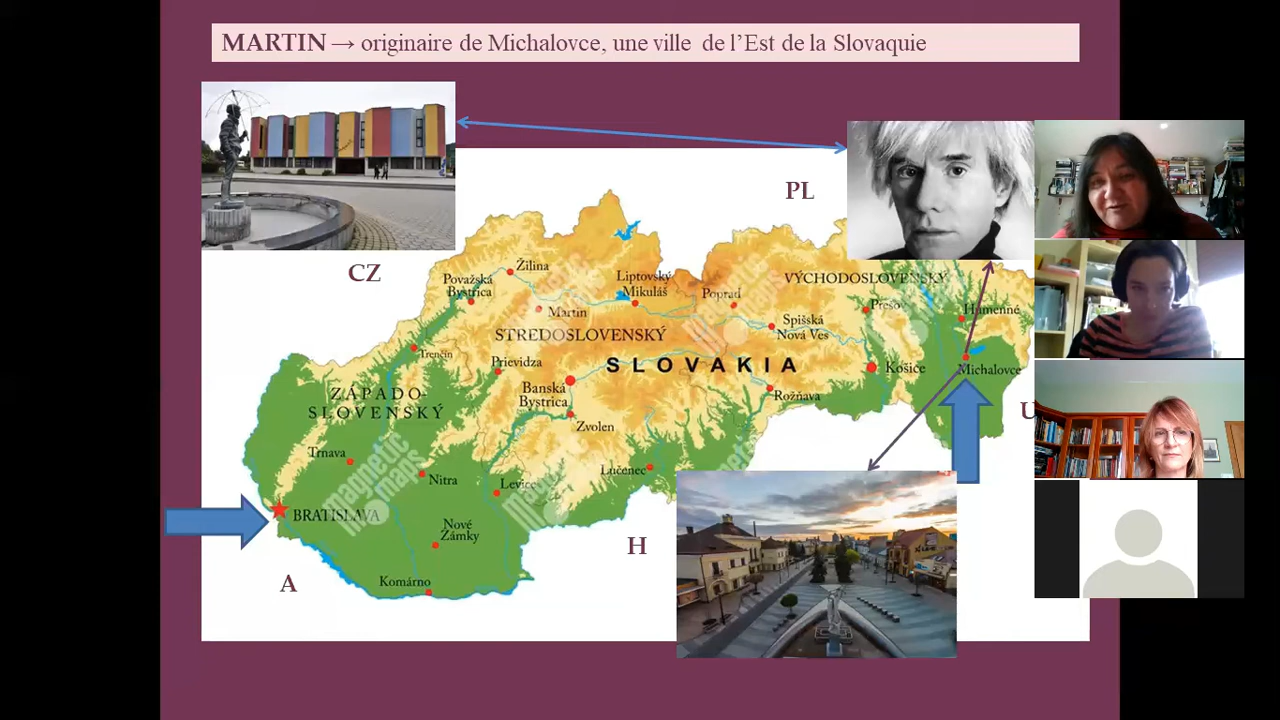 MARTIN → originaire de Michalovce, une ville de l’Est de la Slovaquie
PL
CZ
Považská
Bystrica
Žilina
Liptovský
Mikuláš
VÝCHODOSLOVENSKÝ
Poprad
Martin
Humenné
Spišská
Nová Ves
STREDOSLOVENSKÝ
Trenčín
Prievidza
SLOVAKIA
Košice
Michalovce
ZÁPADO-
SLOVENSKÝ
Banská
Bystrica
Rožňava
U
Zvolen
Trnava
Nitra
Lučenec
Levice
BRATISLAVA
Nové
Zámky
H
A
Komárno
magnetic
maps